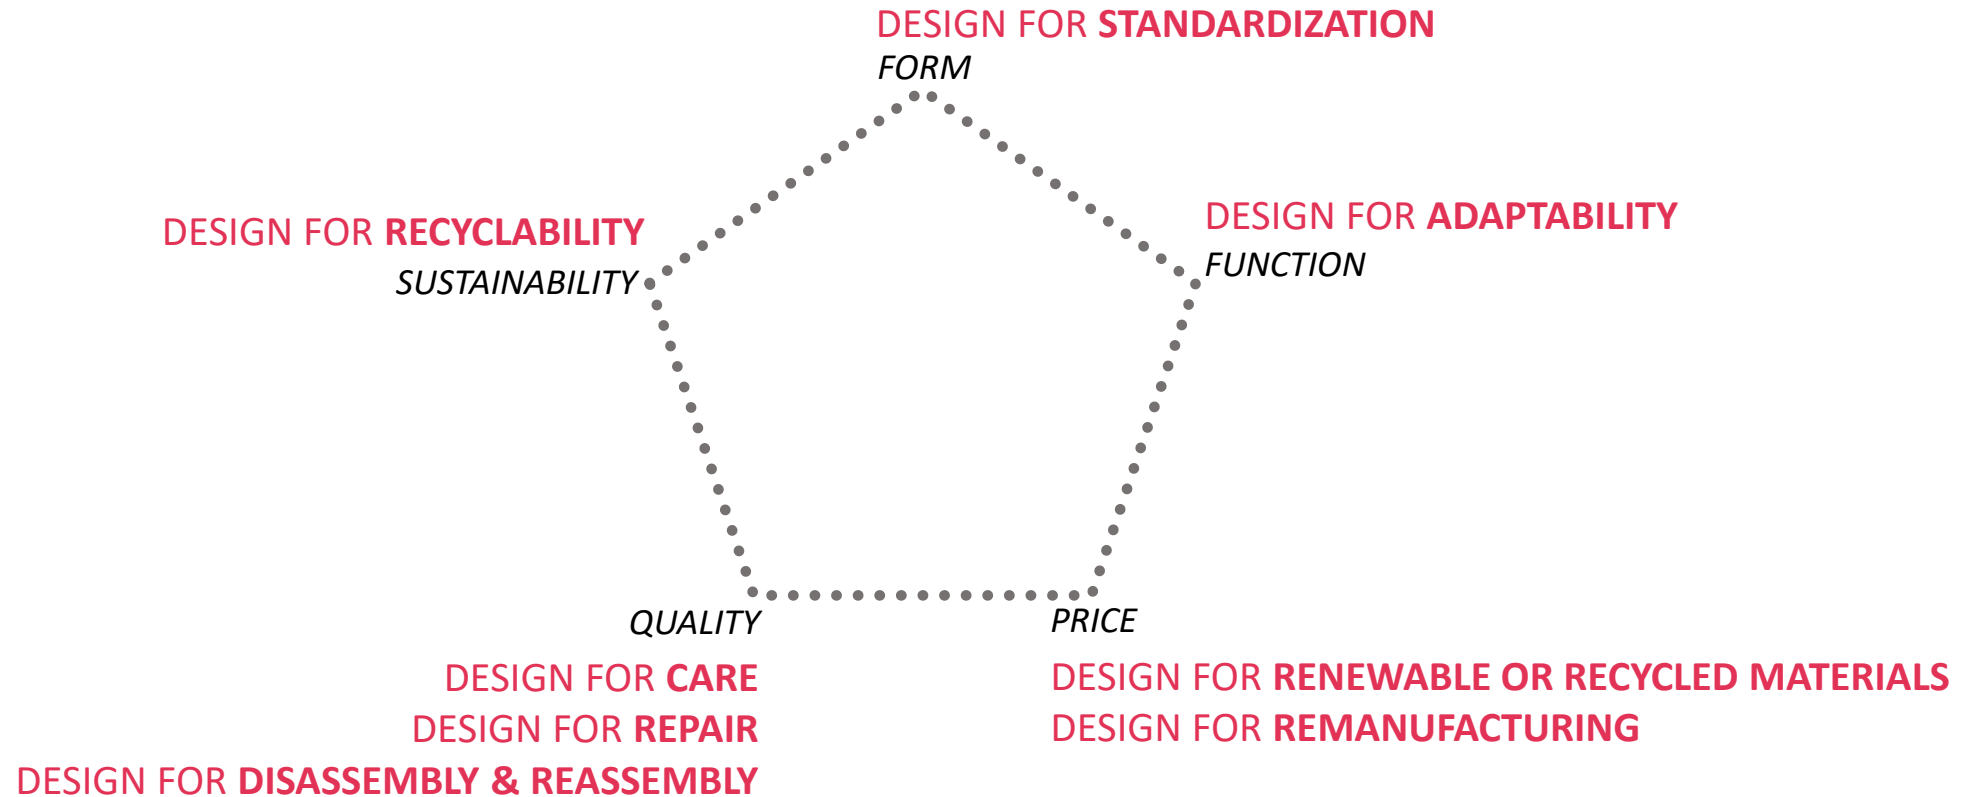 DESIGN FOR STANDARDIZATION
FORM
DESIGN FOR ADAPTABILITY
FUNCTION
DESIGN FOR RECYCLABILITY
SUSTAINABILITY
QUALITY
DESIGN FOR CARE
DESIGN FOR REPAIR
DESIGN FOR DISASSEMBLY & REASSEMBLY
PRICE
DESIGN FOR RENEWABLE OR RECYCLED MATERIALS
DESIGN FOR REMANUFACTURING